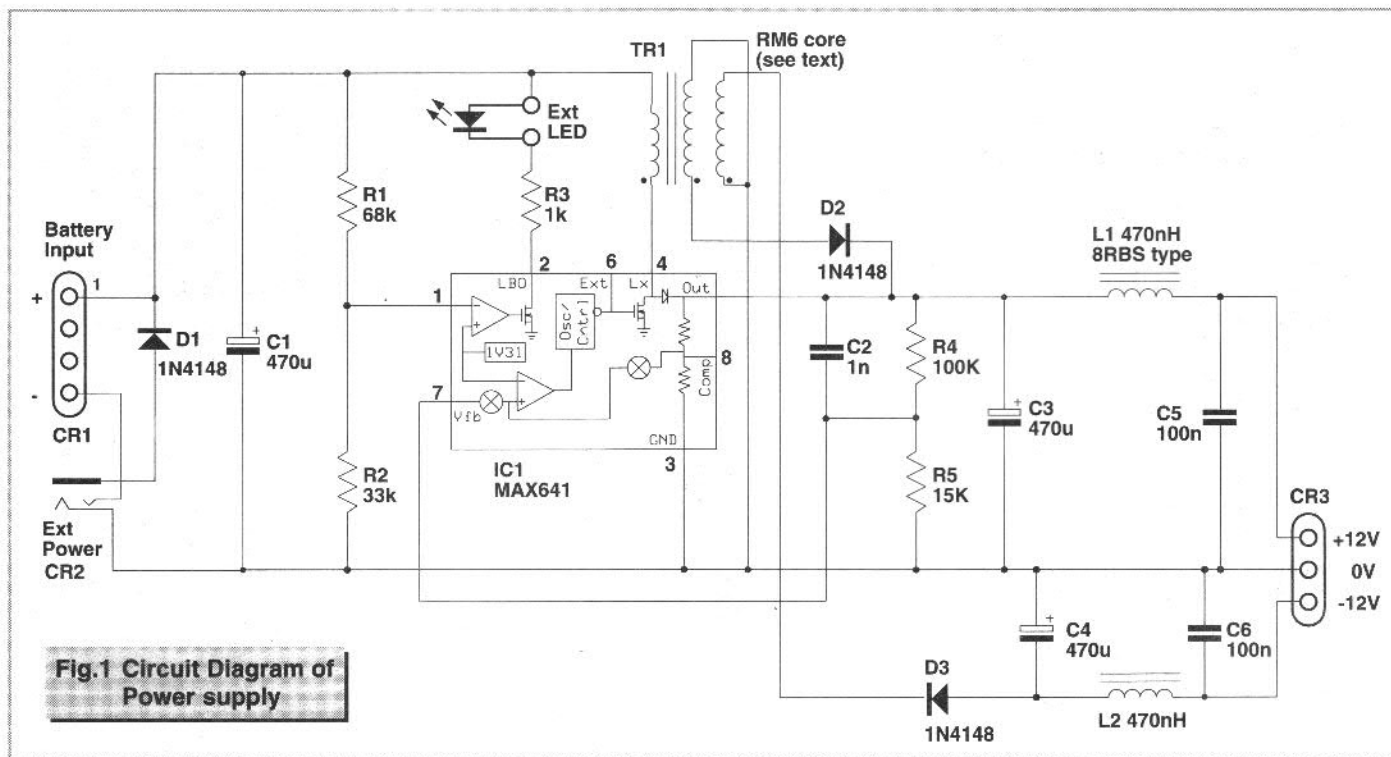 TR1
RM6 core
(see text)
Ext
LED
R1
68k
R3
1k
Battery
Input
D2
1N4148
L1 470nH
8RBS type
2
6
4
LBO
Ext
Lx
Out
1
+
1
D1
1N4148
+
C1
470u
-
+
Osc/
Cntrl
1V31
C2
1n
R4
100K
8
Comp
-
+
7
Vfb
+
C3
470u
C5
100n
-
CR1
GND
3
R2
33k
IC1
MAX641
R5
15K
CR3
Ext
Power
CR2
+12V
0V
-12V
+
C4
470u
C6
100n
Fig.1 Circuit Diagram of
Power supply
D3
1N4148
L2 470nH